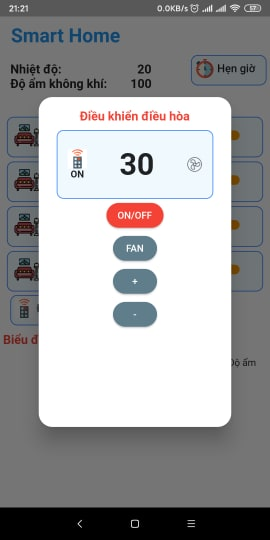 21:21
0.0KB/s
57
Smart Home
Nhiệt độ: 20
Hẹn giờ
Độ ẩm không khí: 100
Điều khiển điều hòa
30
ON
ON/OFF
FAN
+
-
Biểu đ
Độ ẩm